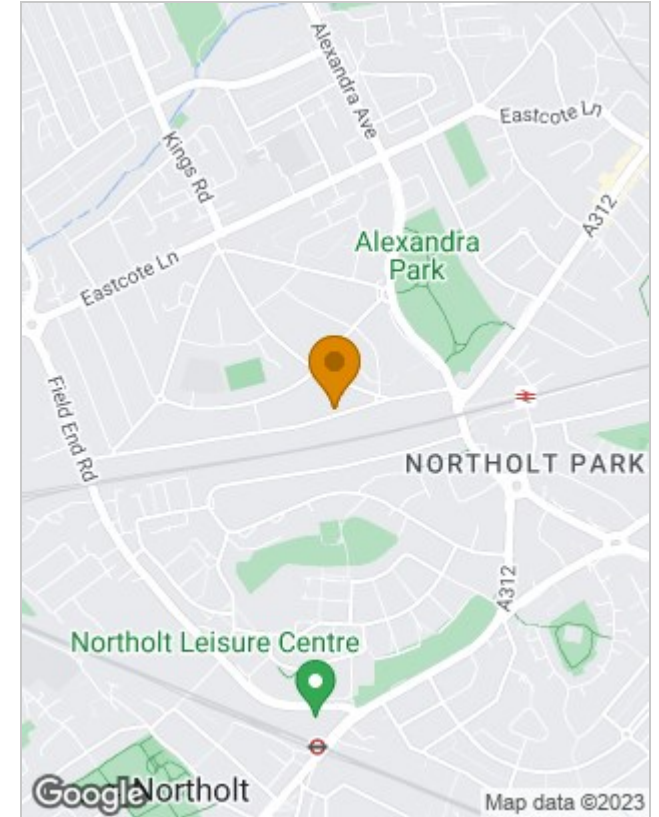 Alexandra Ave
Eastcote Ln
Kings Rd
A312
Alexandra
Park
Eastcote Ln
Field End Rd
NORTHOLT PARK
A312
Northolt Leisure Centre
Google
Northolt
Map data ©2023